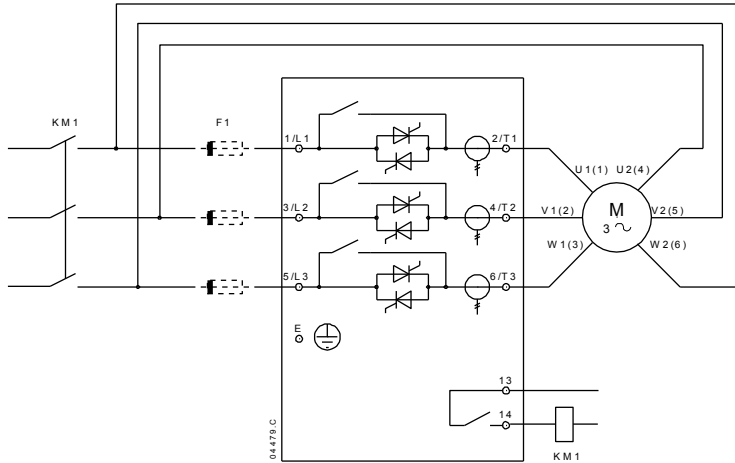 KM1
F1
1/L1
2/T1
U1(1)
U2(4)
3/L2
4/T2
V1(2)
M
3
V2(5)
W1(3)
W2(6)
5/L3
6/T3
E
13
14
KM1
04479.C